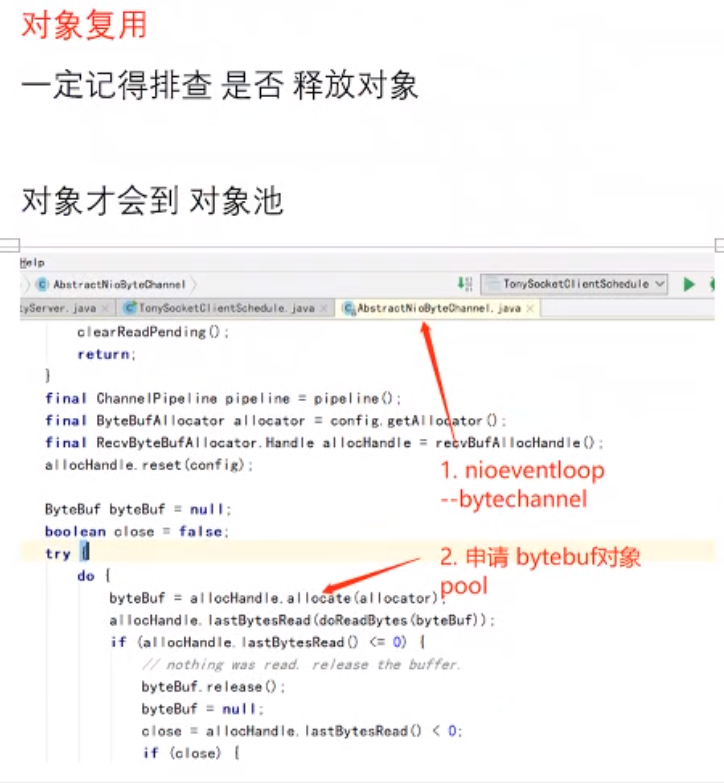 对象复用
一定记得排查 是否 释放对象
对象才会到 对象池
Help
AbstractNioByteChannel
TonySocketClientSchedule
tyServer.java × TonySocketClientSchedule.java × AbstractNioByteChannel.java ×
clearReadPending();
return;
}
final ChannelPipeline pipeline = pipeline();
final ByteBufAllocator allocator = config.getAllocator();
final RecvByteBufAllocator.Handle allocHandle = recvBufAllocHandle();
allocHandle.reset(config);
1. nioeventloop
--bytechannel
ByteBuf byteBuf = null;
boolean close = false;
try {
2. 申请 bytebuf对象
pool
do {
byteBuf = allocHandle.allocate(allocator);
allocHandle.lastBytesRead(doReadBytes(byteBuf));
if (allocHandle.lastBytesRead() <= 0) {
// nothing was read. release the buffer.
byteBuf.release();
byteBuf = null;
close = allocHandle.lastBytesRead() < 0;
if (close) {